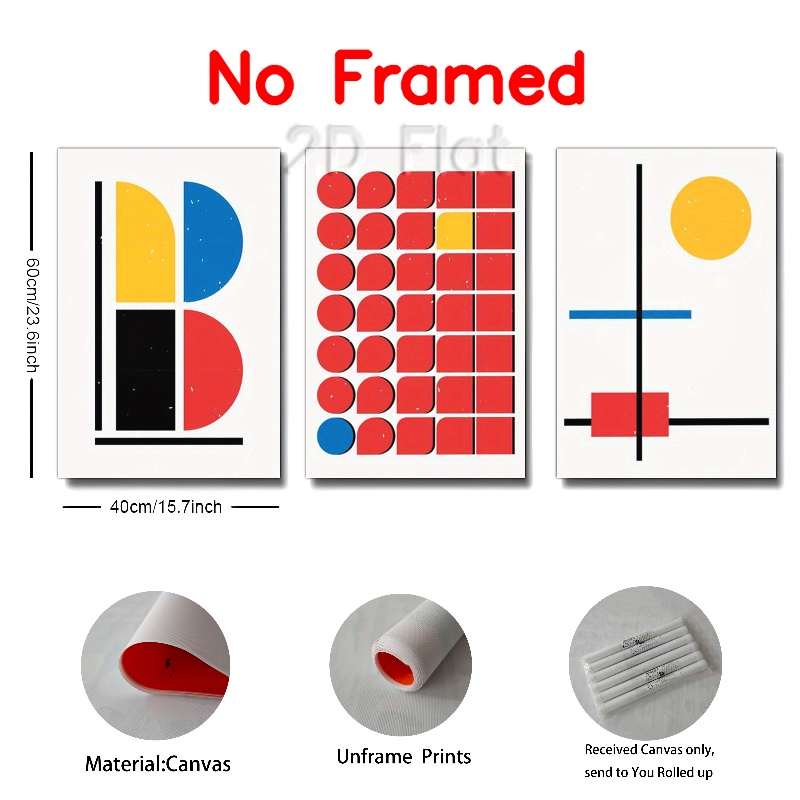 No Framed
2D Flat
60cm/23.6inch
40cm/15.7inch
Material:Canvas
Unframe Prints
Received Canvas only,
send to You Rolled up